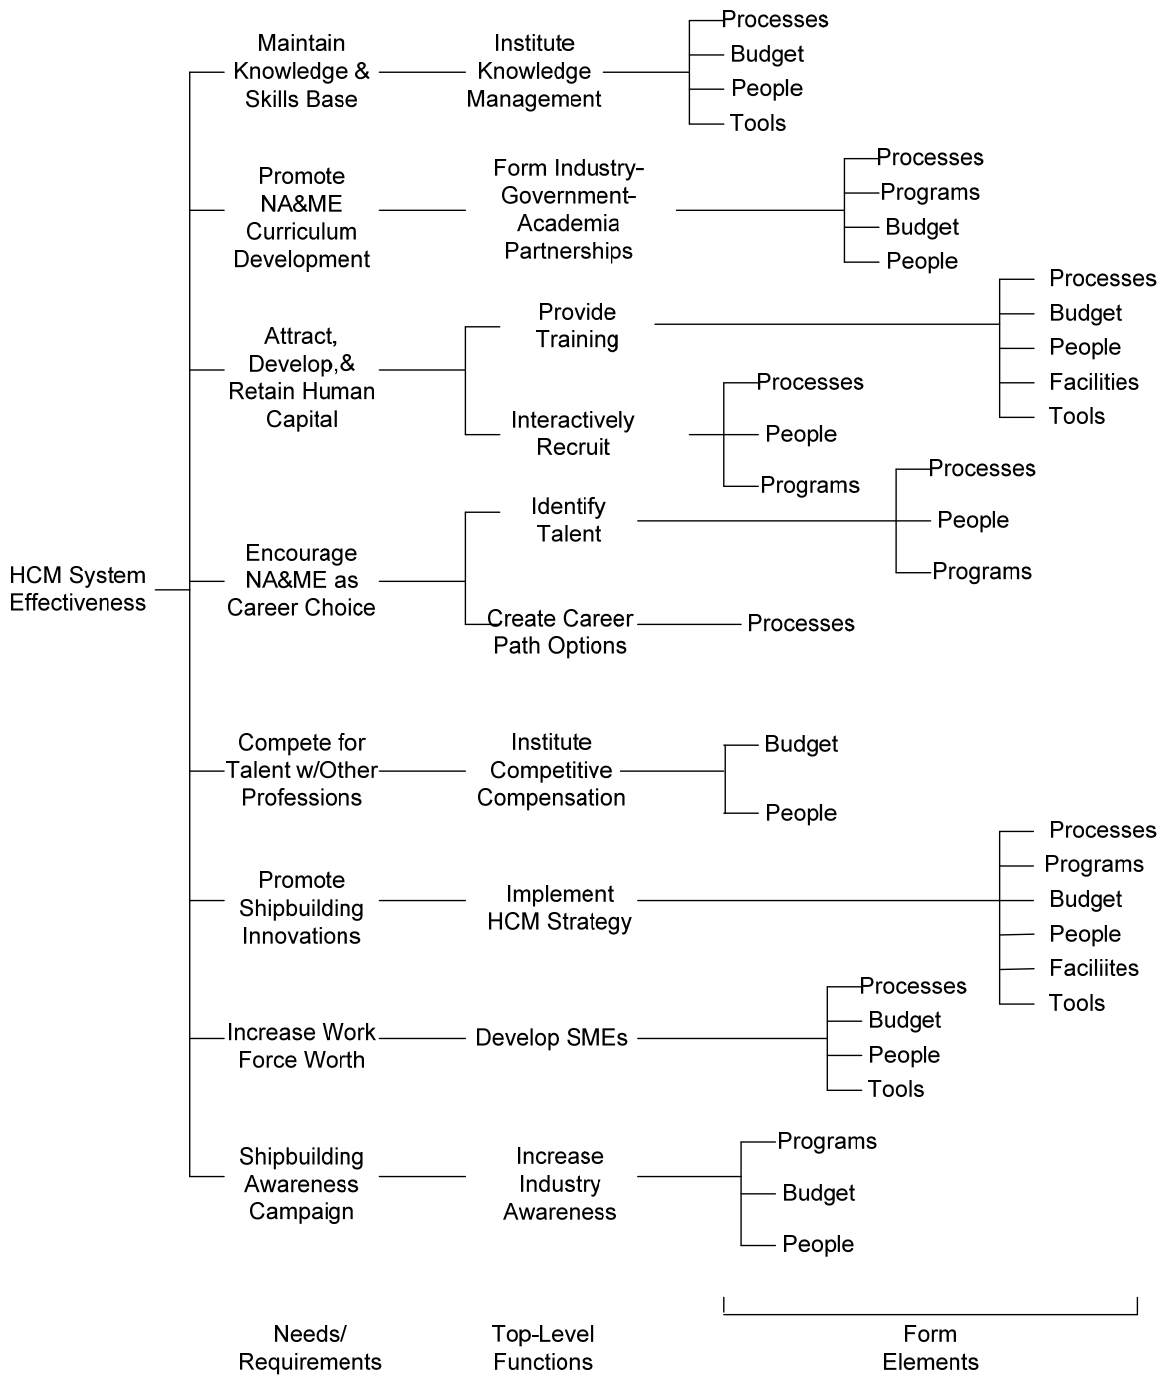 HCM System
Effectiveness
Maintain
Knowledge &
Skills Base
Institute
Knowledge
Management
Processes
Budget
People
Tools
Promote
NA&ME
Curriculum
Development
Form Industry-
Government-
Academia
Partnerships
Processes
Programs
Budget
People
Attract,
Develop,&
Retain Human
Capital
Provide
Training
Processes
Budget
People
Facilities
Tools
Interactively
Recruit
Processes
People
Programs
Encourage
NA&ME as
Career Choice
Identify
Talent
Processes
People
Programs
Create Career
Path Options
Processes
Compete for
Talent w/Other
Professions
Institute
Competitive
Compensation
Budget
People
Promote
Shipbuilding
Innovations
Implement
HCM Strategy
Processes
Programs
Budget
People
Faciliites
Tools
Increase Work
Force Worth
Develop SMEs
Processes
Budget
People
Tools
Shipbuilding
Awareness
Campaign
Increase
Industry
Awareness
Programs
Budget
People
Needs/
Requirements
Top-Level
Functions
Form
Elements